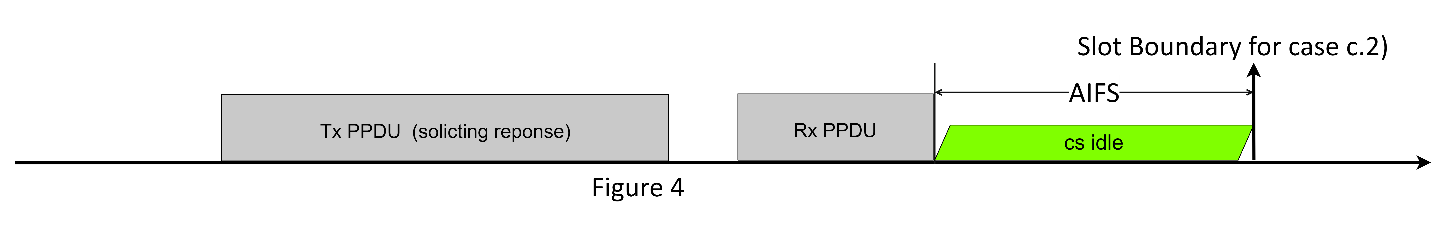 Slot Boundary for case c.2)
AIFS
Tx PPDU (solicting reponse)
Rx PPDU
cs idle
Figure 4